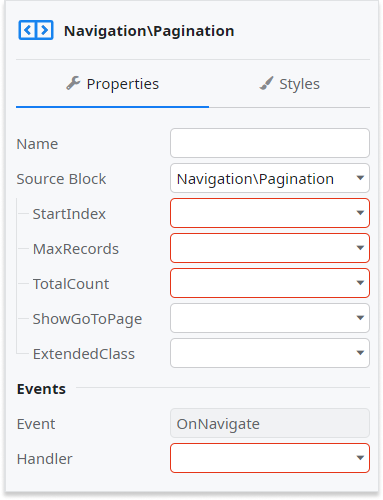 Navigation\Pagination
Properties Styles
Name
Source Block Navigation\Pagination
StartIndex
MaxRecords
TotalCount
ShowGoToPage
ExtendedClass
Events
Event OnNavigate
Handler